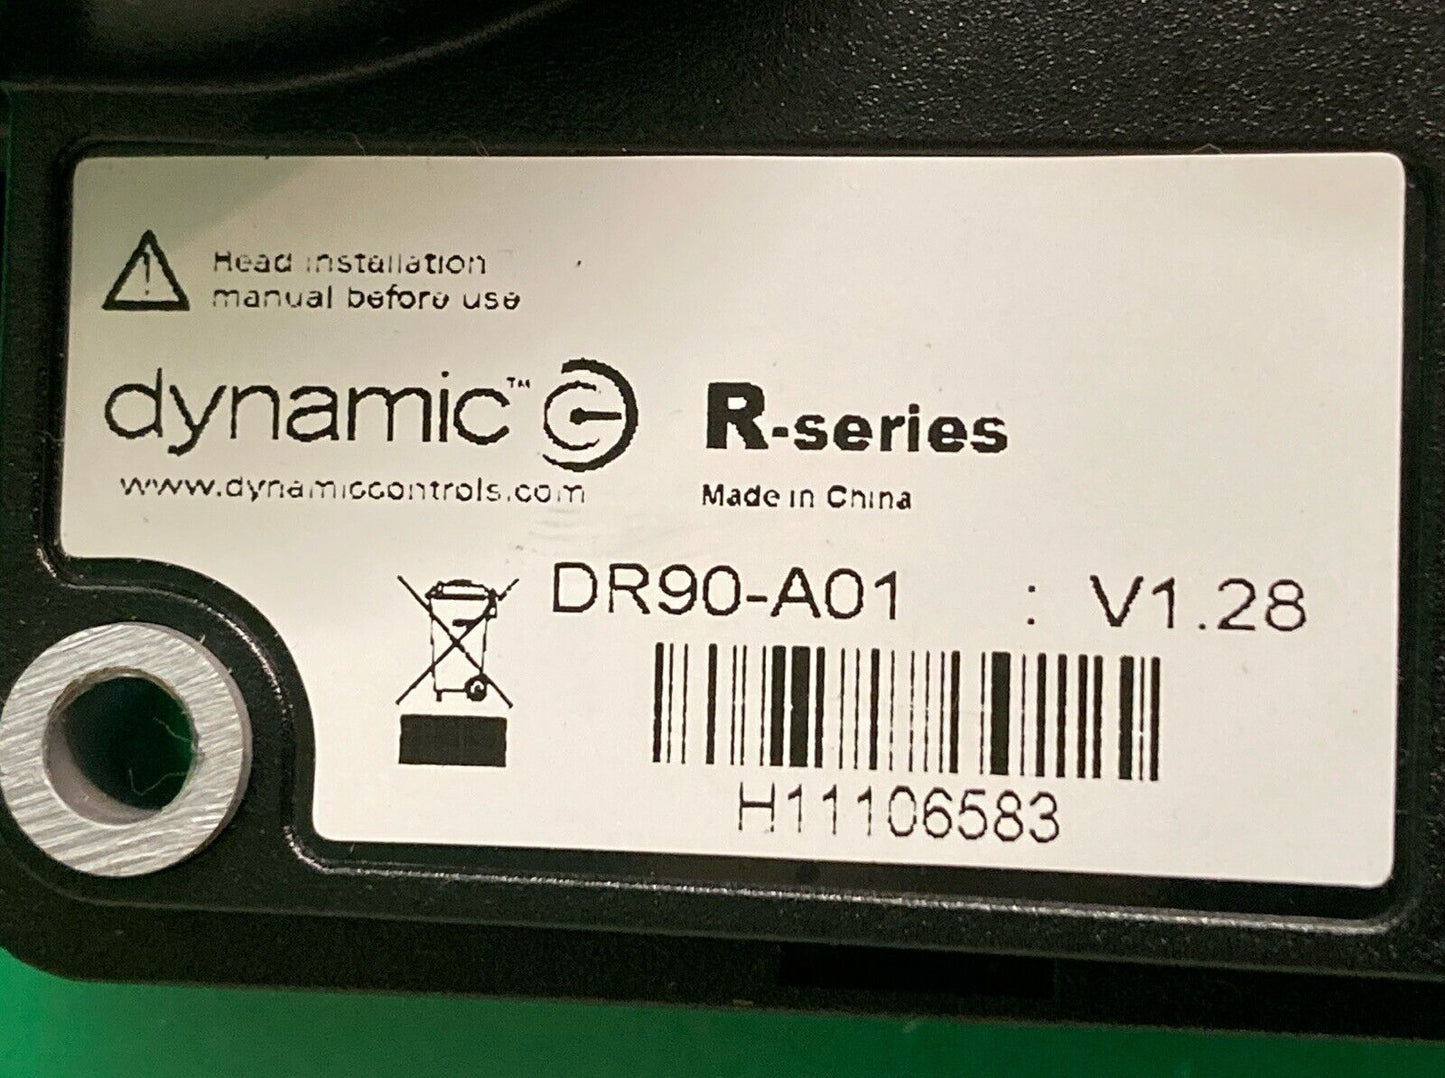 Read installation
manual before use
dynamic™
R-series
www.dynamiccontrols.com
Made in China
DR90-A01 : V1.28
H11106583